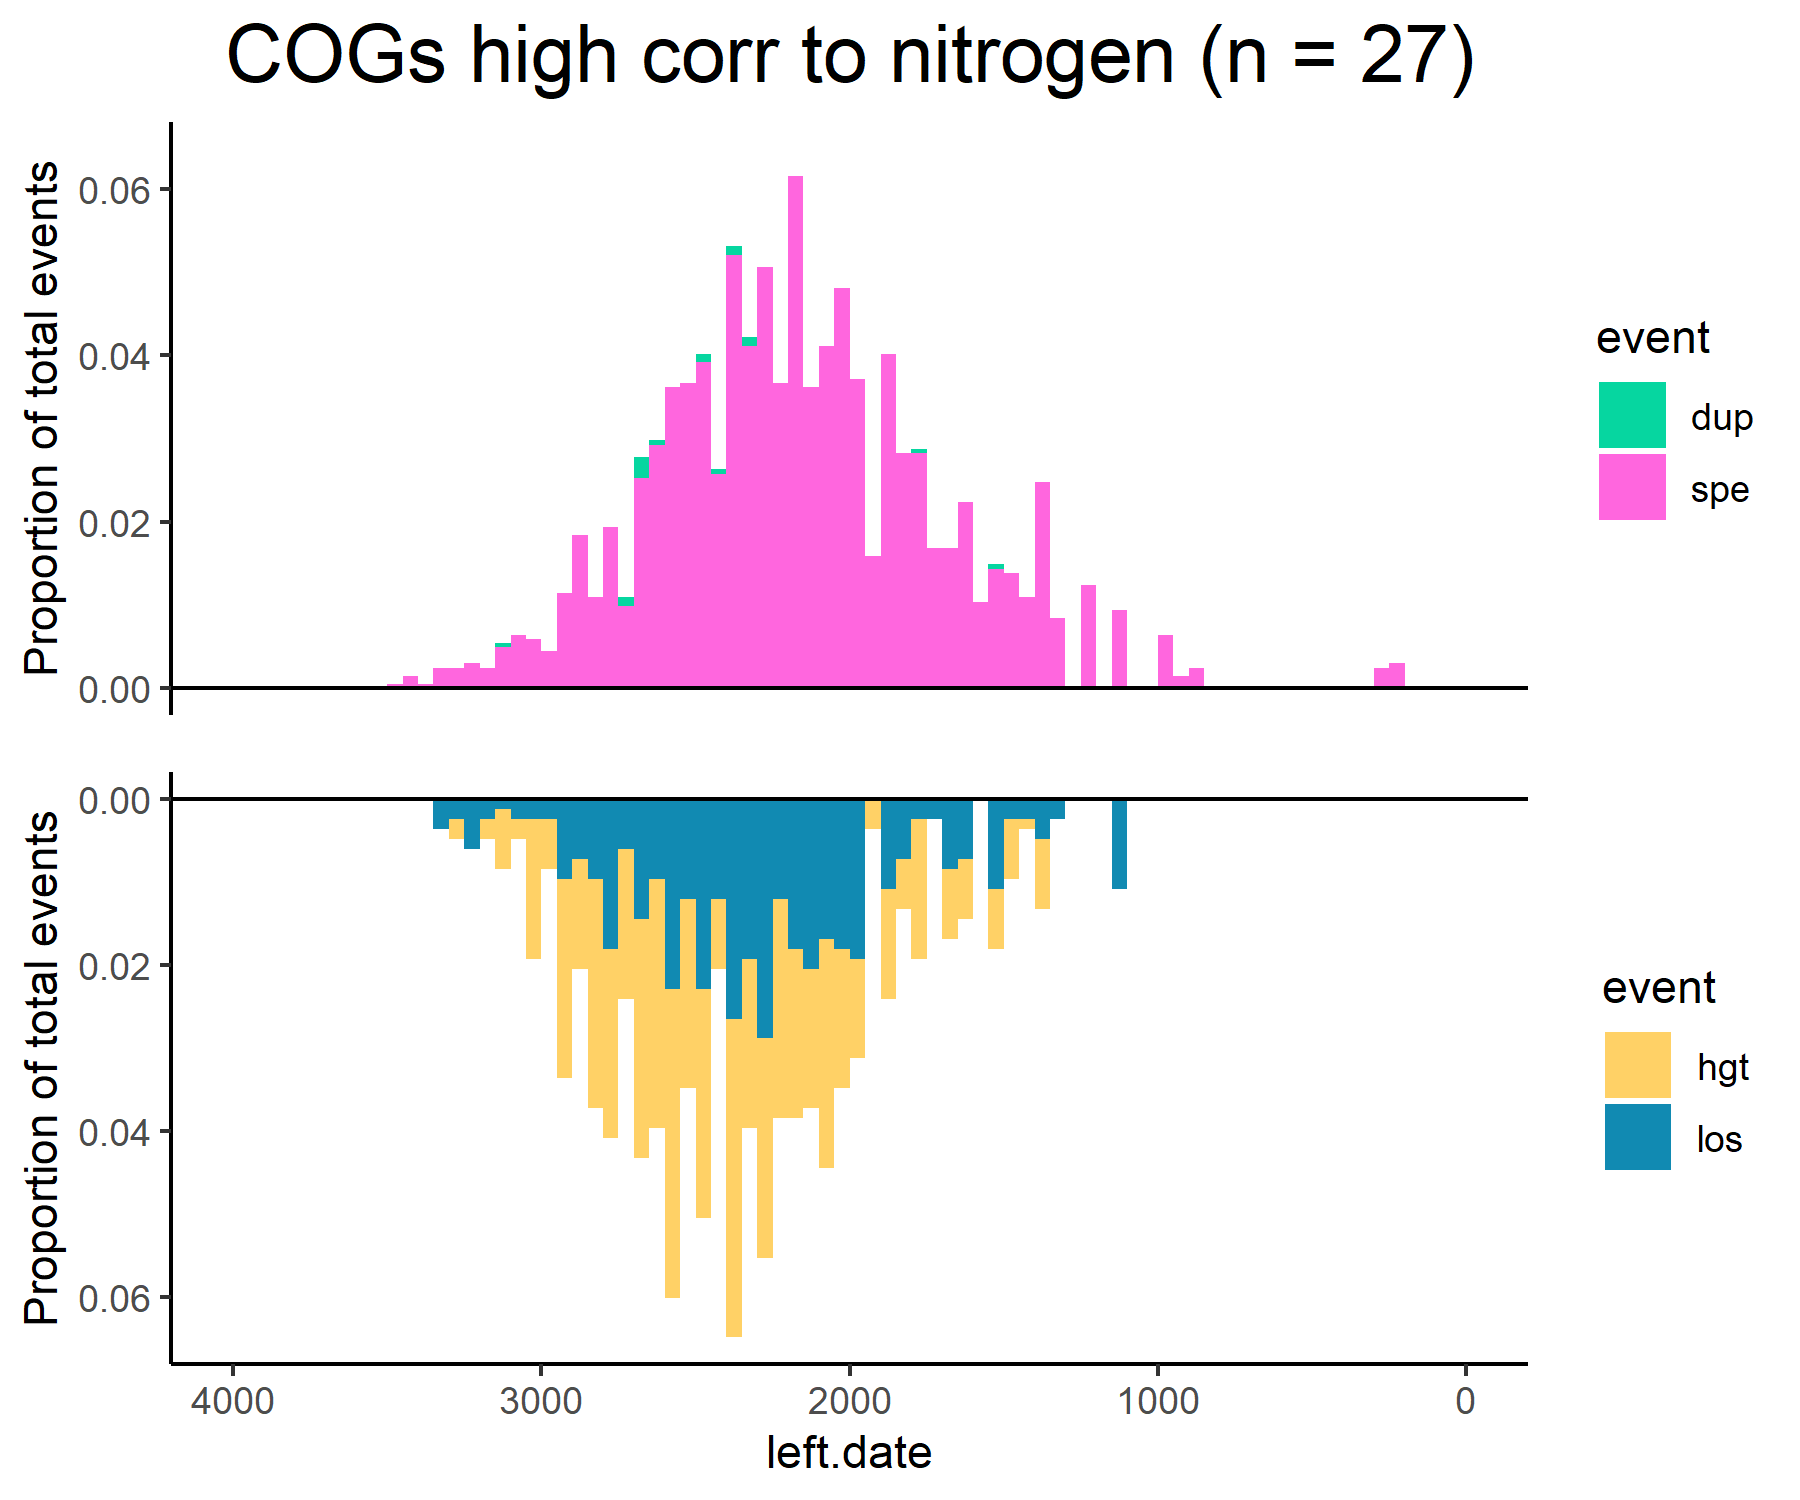 COGs high corr to nitrogen (n = 27)
Proportion of total events
0.06
0.04
0.02
0.00
event
dup
spe
Proportion of total events
0.00
0.02
0.04
0.06
event
hgt
los
4000 3000 2000 1000 0
left.date